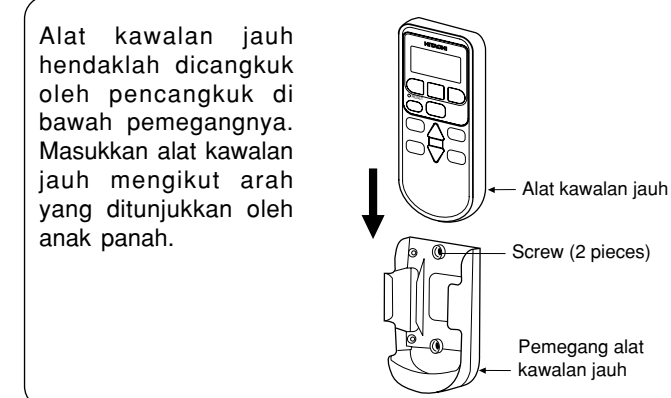 Alat kawalan jauh
hendaklah dicangkuk
oleh pencangkuk di
bawah pemegangnya.
Masukkan alat kawalan
jauh mengikut arah
yang ditunjukkan oleh
anak panah.
HITACHI
Alat kawalan jauh
Screw (2 pieces)
Pemegang alat
kawalan jauh